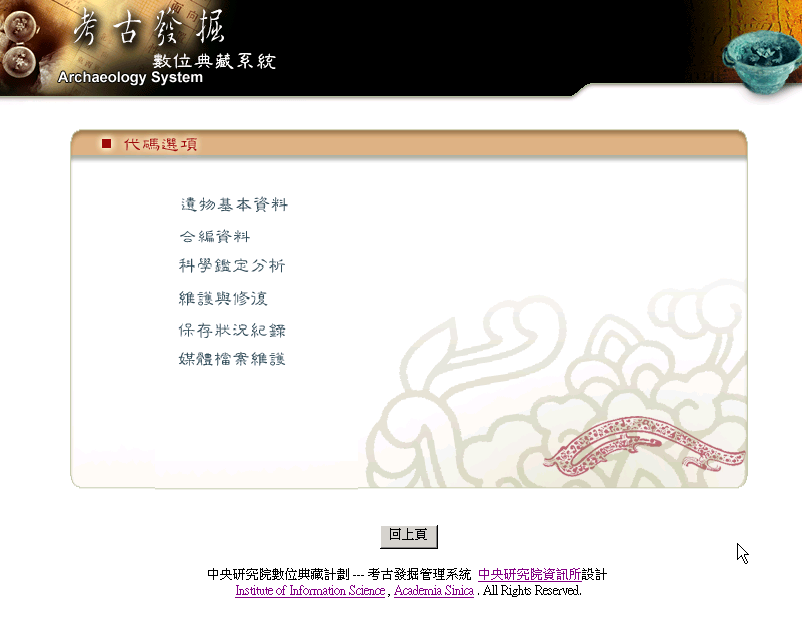 考古發掘
數位典藏系統
Archaeology System
代碼選項
遺物基本資料
合編資料
科學鑑定分析
維護與修復
保存狀況紀錄
媒體檔案維護
回上頁
中央研究院數位典藏計劃 --- 考古發掘管理系統 中央研究院資訊所設計
Institute of Information Science , Academia Sinica . All Rights Reserved.